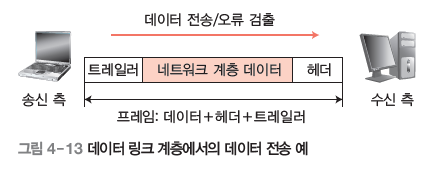 데이터 전송/오류 검출
트레일러 네트워크 계층 데이터 헤더
송신 측 수신 측
프레임: 데이터+헤더+트레일러
그림 4-13 데이터 링크 계층에서의 데이터 전송 예